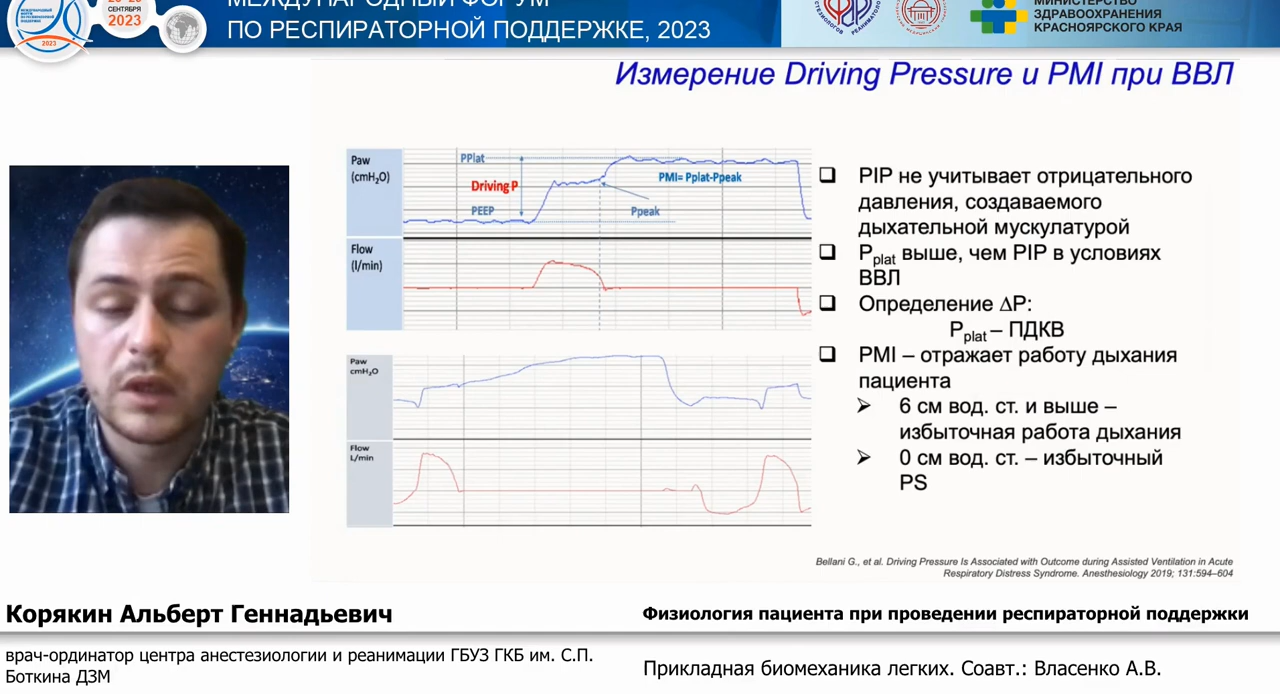 СЕНТЯБРЯ
2023
2023
МЕЖДУНАРОДНЫЙ ФОРУМ
ПО РЕСПИРАТОРНОЙ ПОДДЕРЖКЕ, 2023
МИНИСТЕРСТВО
ЗДРАВООХРАНЕНИЯ
КРАСНОЯРСКОГО КРАЯ
Измерение Driving Pressure и PMI при ВВЛ
Paw
(cmH2O)
PPlat
Driving P
PEEP
PMI= Pplat-Ppeak
Ppeak
Flow
(l/min)
Paw
cmH2O
Flow
L/min
❑ PIP не учитывает отрицательного
давления, создаваемого
дыхательной мускулатурой
❑ Pplat выше, чем PIP в условиях
ВВЛ
❑ Определение ΔP:
Pplat – ПДКВ
❑ PMI – отражает работу дыхания
пациента
➢ 6 см вод. ст. и выше –
избыточная работа дыхания
➢ 0 см вод. ст. – избыточный
PS
Bellani G., et al. Driving Pressure Is Associated with Outcome during Assisted Ventilation in Acute
Respiratory Distress Syndrome. Anesthesiology 2019; 131:594–604
Корякин Альберт Геннадьевич
врач-ординатор центра анестезиологии и реанимации ГБУЗ ГКБ им. С.П.
Боткина ДЗМ
Физиология пациента при проведении респираторной поддержки
Прикладная биомеханика легких. Соавт.: Власенко А.В.